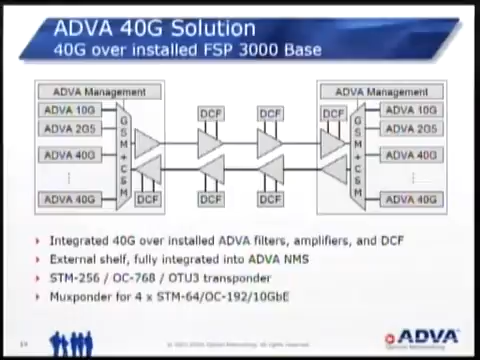 ADVA 40G Solution
40G over installed FSP 3000 Base
ADVA Management
ADVA Management
ADVA 10G
ADVA 2G5
ADVA 40G
ADVA 40G
GSM+CSM
DCF
DCF
DCF
DCF
DCF
DCF
GSM+CSM
ADVA 10G
ADVA 2G5
ADVA 40G
ADVA 40G
Integrated 40G over installed ADVA filters, amplifiers, and DCF
External shelf, fully integrated into ADVA NMS
STM-256 / OC-768 / OTU3 transponder
Muxponder for 4 x STM-64/OC-192/10GbE
ADVA
Optical Networking